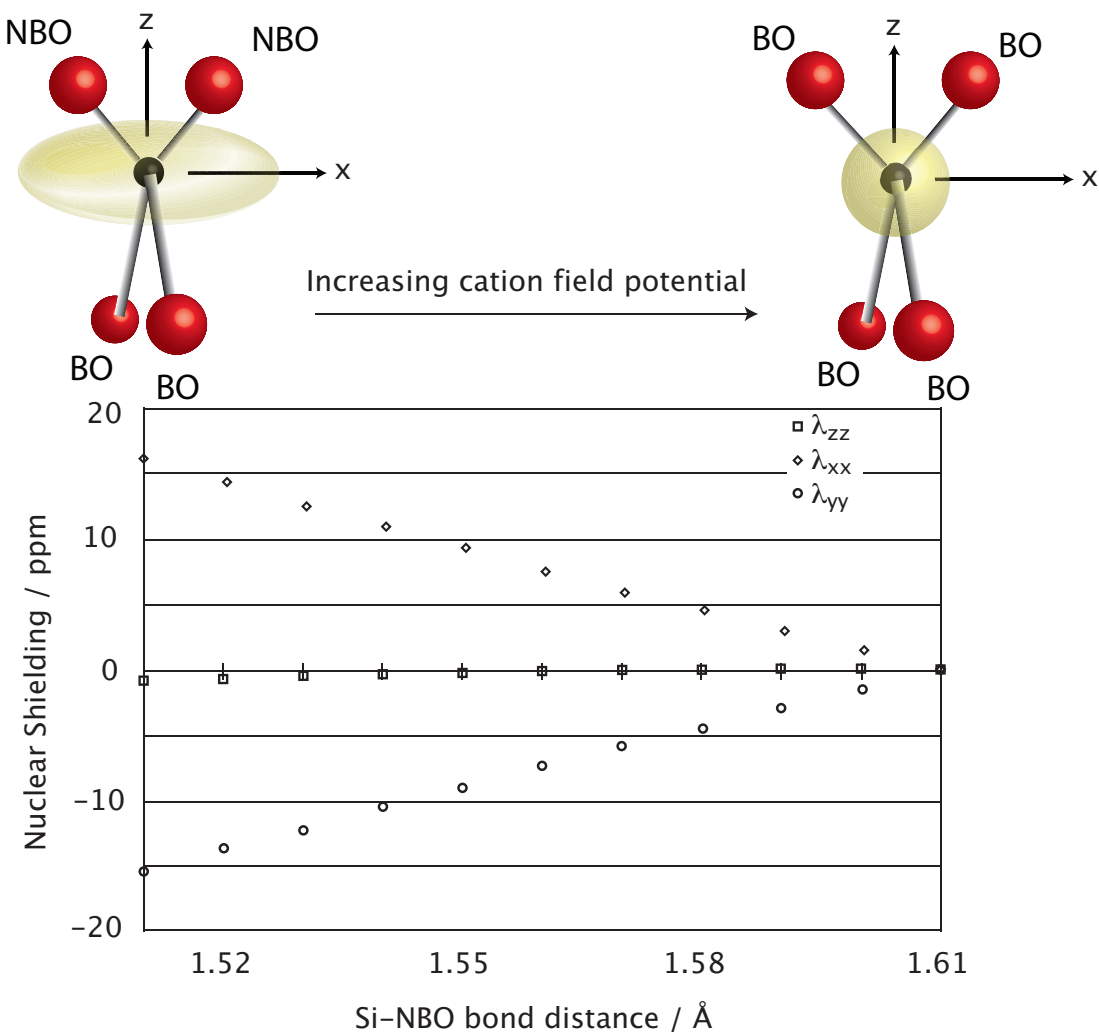 NBO
z
NBO
x
BO
BO
BO
z
BO
x
BO
BO
Increasing cation field potential
20
10
0
−10
−20
Nuclear Shielding / ppm
λzz
λxx
λyy
1.52 1.55 1.58 1.61
Si−NBO bond distance / Å